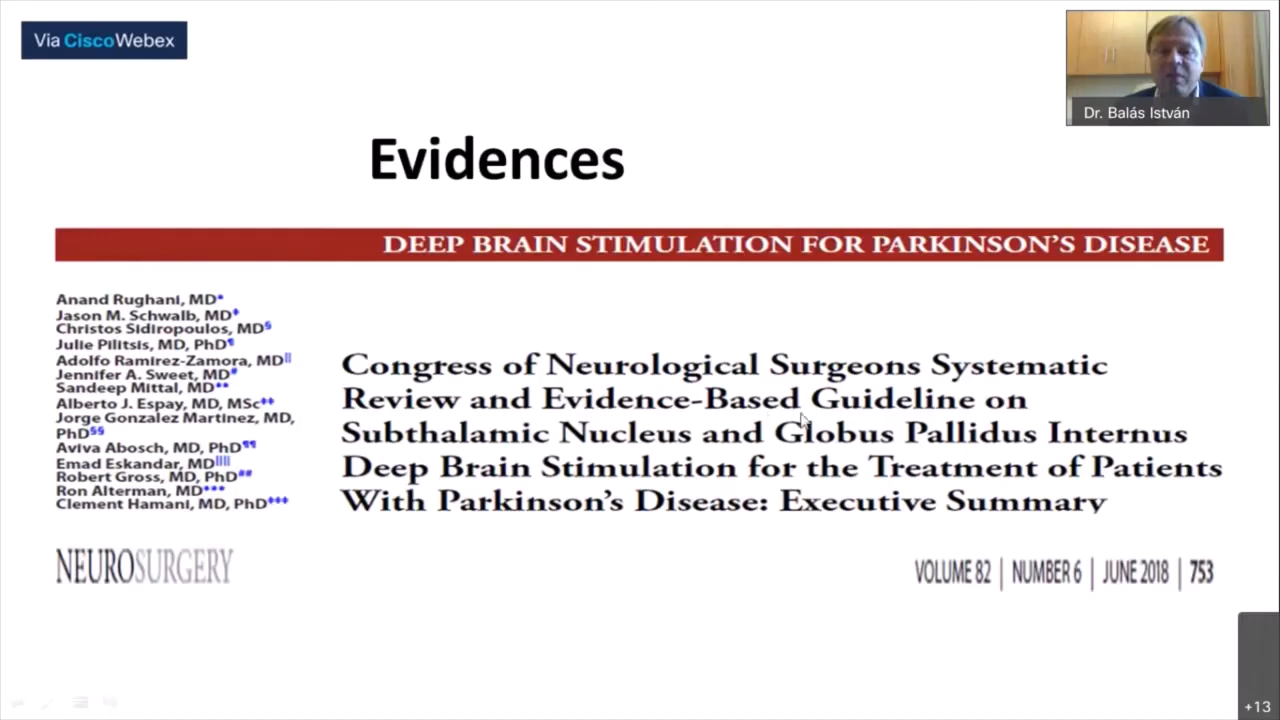 Via CiscoWebex
Dr. Balás István
Evidences
DEEP BRAIN STIMULATION FOR PARKINSON'S DISEASE
Anand Rughani, MD*
Jason M. Schwalb, MD‡
Christos Sidiropoulos, MD§
Julie Pilitsis, MD, PhD¶
Adolfo Ramirez-Zamora, MD||
Jennifer A. Sweet, MD#
Sandeep Mittal, MD**
Alberto J. Espay, MD, MSc‡‡
Jorge Gonzalez Martinez, MD,
PhD§§
Aviva Abosch, MD, PhD¶¶
Emad Eskandar, MD||||
Robert Gross, MD, PhD##
Ron Alterman, MD***
Clement Hamani, MD, PhD‡‡‡
Congress of Neurological Surgeons Systematic
Review and Evidence-Based Guideline on
Subthalamic Nucleus and Globus Pallidus Internus
Deep Brain Stimulation for the Treatment of Patients
With Parkinson's Disease: Executive Summary
NEUROSURGERY
VOLUME 82 | NUMBER 6 | JUNE 2018 | 753
+13